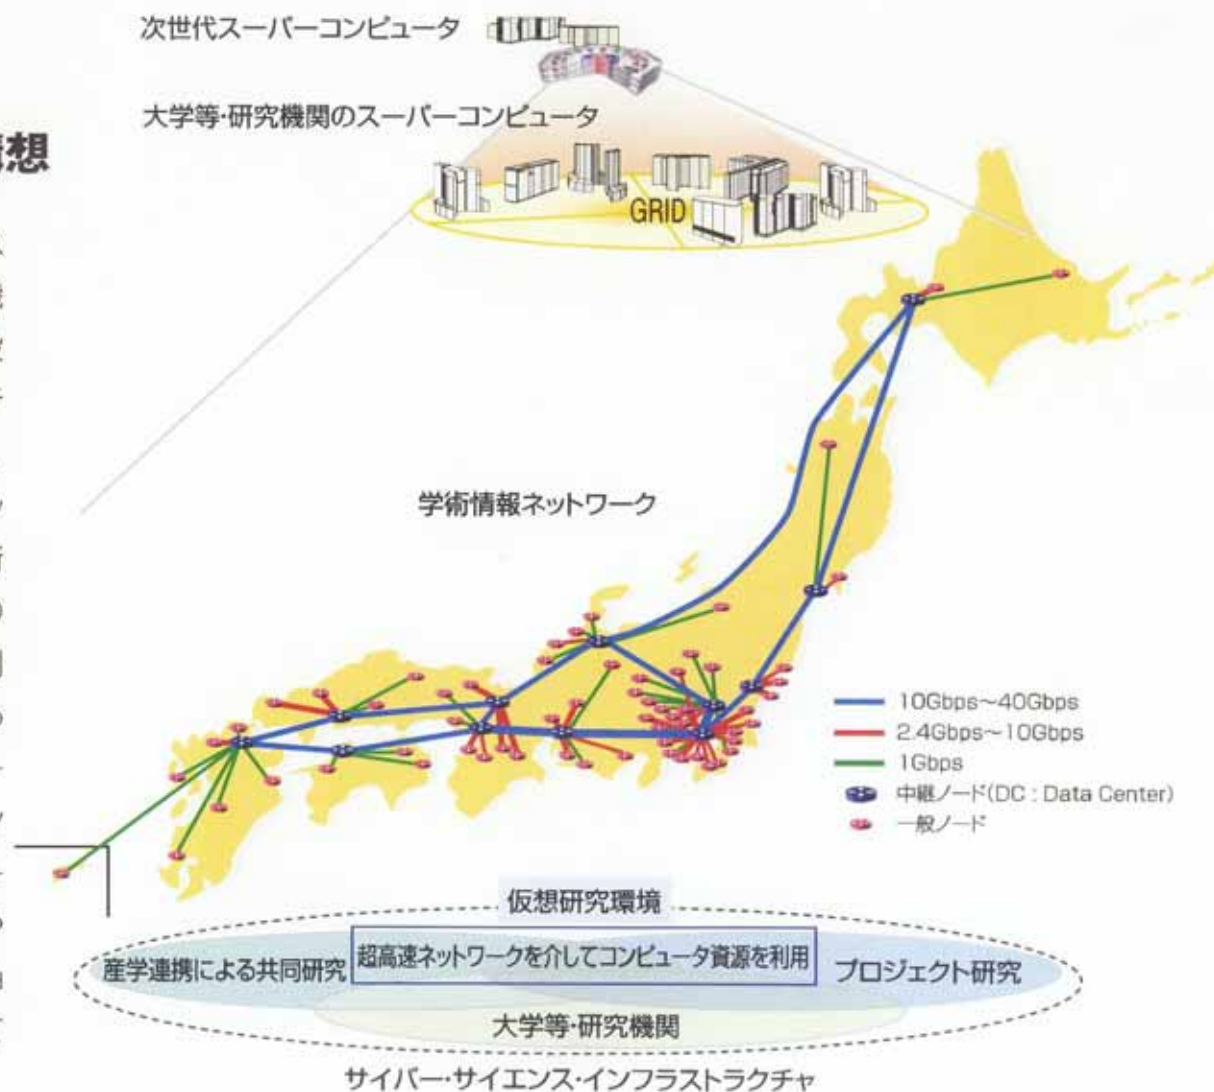 次世代スーパーコンピュータ
大学等・研究機関のスーパーコンピュータ
想
GRID
学術情報ネットワーク
10Gbps～40Gbps
2.4Gbps～10Gbps
1Gbps
中継ノード(DC : Data Center)
一般ノード
仮想研究環境
産学連携による共同研究
超高速ネットワークを介してコンピュータ資源を利用
プロジェクト研究
大学等・研究機関
サイバー・サイエンス・インフラストラクチャ